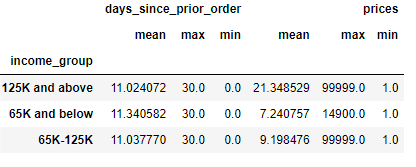 days_since_prior_order prices
mean max min mean max min
income_group
125K and above 11.024072 30.0 0.0 21.348529 99999.0 1.0
65K and below 11.340582 30.0 0.0 7.240757 14900.0 1.0
65K-125K 11.037770 30.0 0.0 9.198476 99999.0 1.0